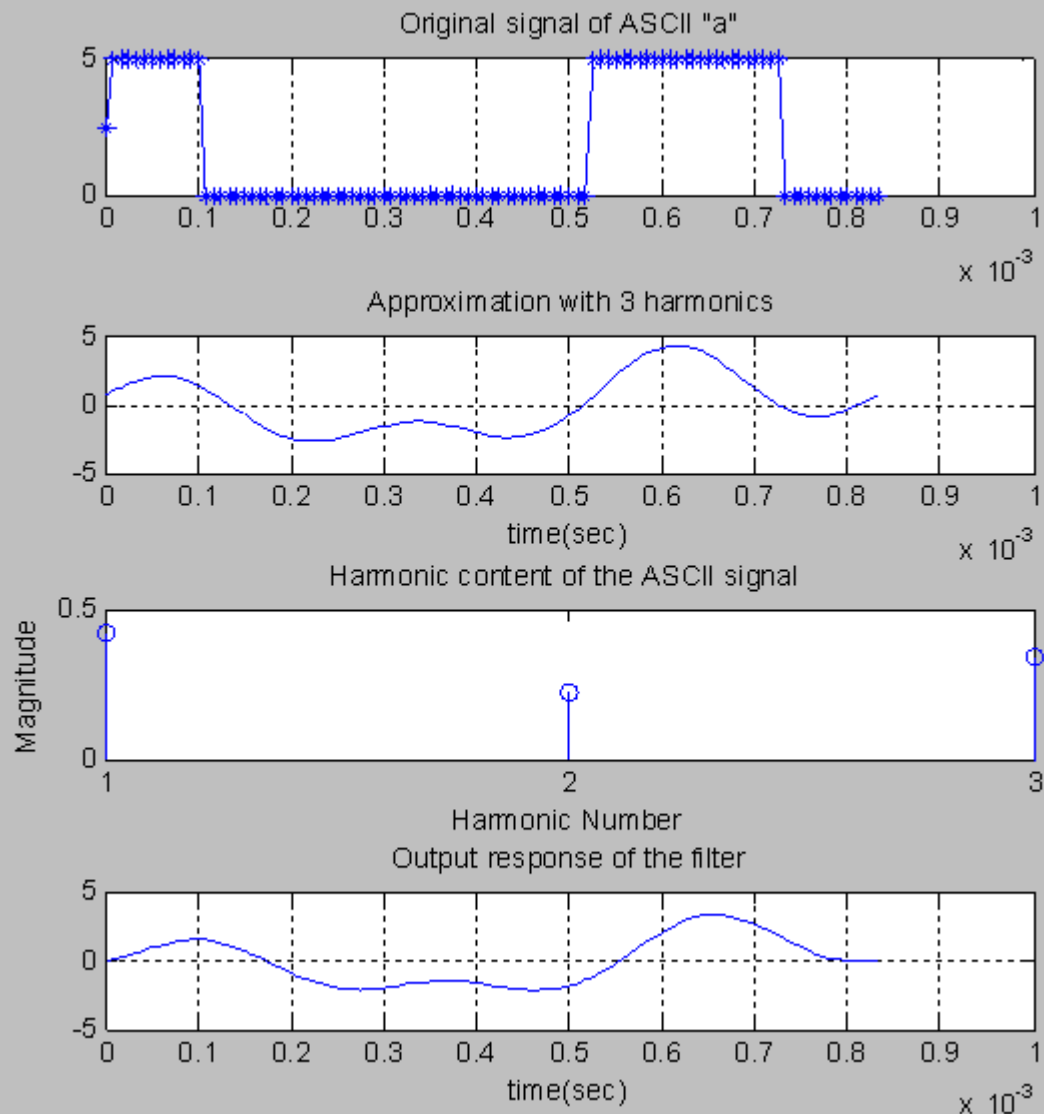 Original signal of ASCII "a"
5
0
0 0.1 0.2 0.3 0.4 0.5 0.6 0.7 0.8 0.9 1
x 10-3
Approximation with 3 harmonics
5
0
-5
0 0.1 0.2 0.3 0.4 0.5 0.6 0.7 0.8 0.9 1
time(sec)
x 10-3
Harmonic content of the ASCII signal
0.5
Magnitude
0
1 2 3
Harmonic Number
Output response of the filter
5
0
-5
0 0.1 0.2 0.3 0.4 0.5 0.6 0.7 0.8 0.9 1
time(sec)
x 10-3